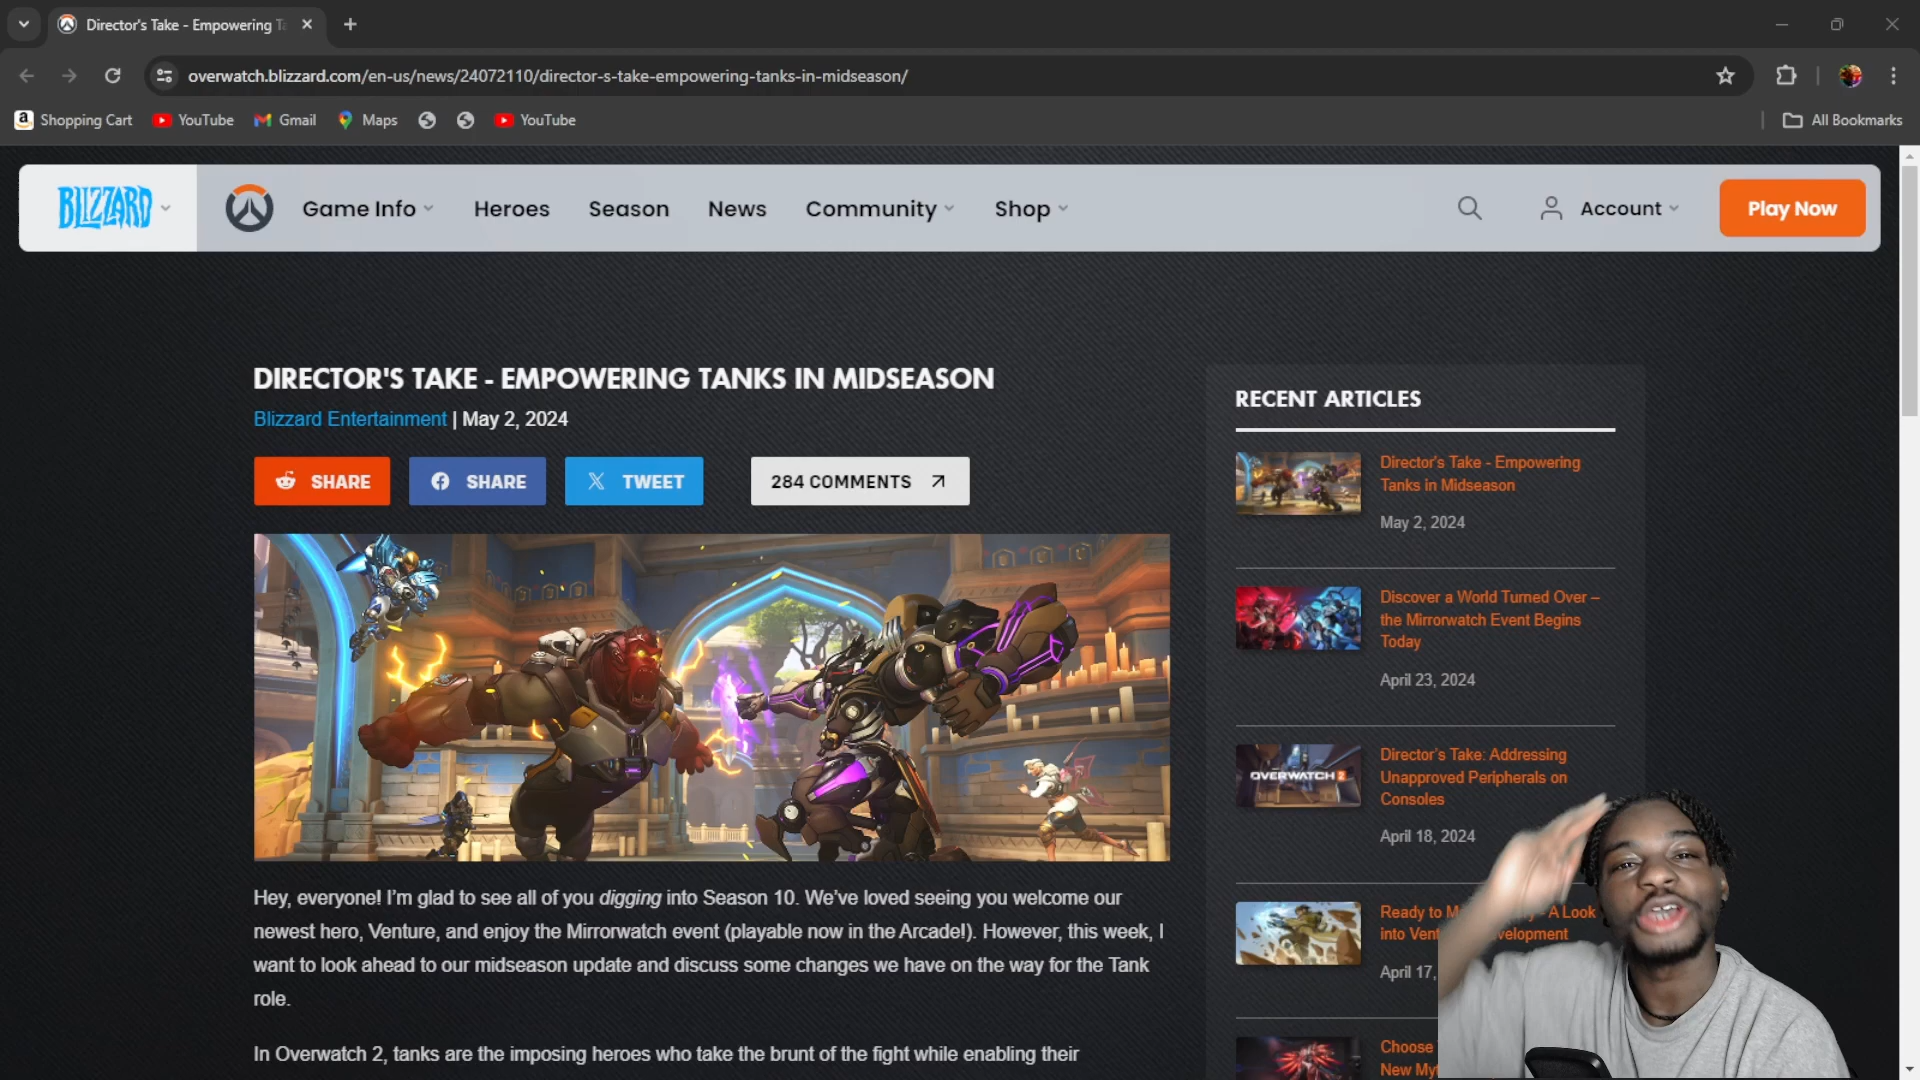 Director's Take - Empowering Ta
overwatch.blizzard.com/en-us/news/24072110/director-s-take-empowering-tanks-in-midseason/
Shopping Cart
YouTube
Gmail
Maps
YouTube
All Bookmarks
BLIZZARD
Game Info
Heroes
Season
News
Community
Shop
Account
Play Now
DIRECTOR'S TAKE - EMPOWERING TANKS IN MIDSEASON
Blizzard Entertainment | May 2, 2024
SHARE
SHARE
TWEET
284 COMMENTS
Hey, everyone! I'm glad to see all of you digging into Season 10. We've loved seeing you welcome our
newest hero, Venture, and enjoy the Mirrorwatch event (playable now in the Arcade!). However, this week, I
want to look ahead to our midseason update and discuss some changes we have on the way for the Tank
role.
In Overwatch 2, tanks are the imposing heroes who take the brunt of the fight while enabling their
RECENT ARTICLES
Director's Take - Empowering
Tanks in Midseason
May 2, 2024
Discover a World Turned Over –
the Mirrorwatch Event Begins
Today
April 23, 2024
OVERWATCH 2
Director's Take: Addressing
Unapproved Peripherals on
Consoles
April 18, 2024
Ready to M - A Look
into Vent velopment
April 17,
Choose
New My